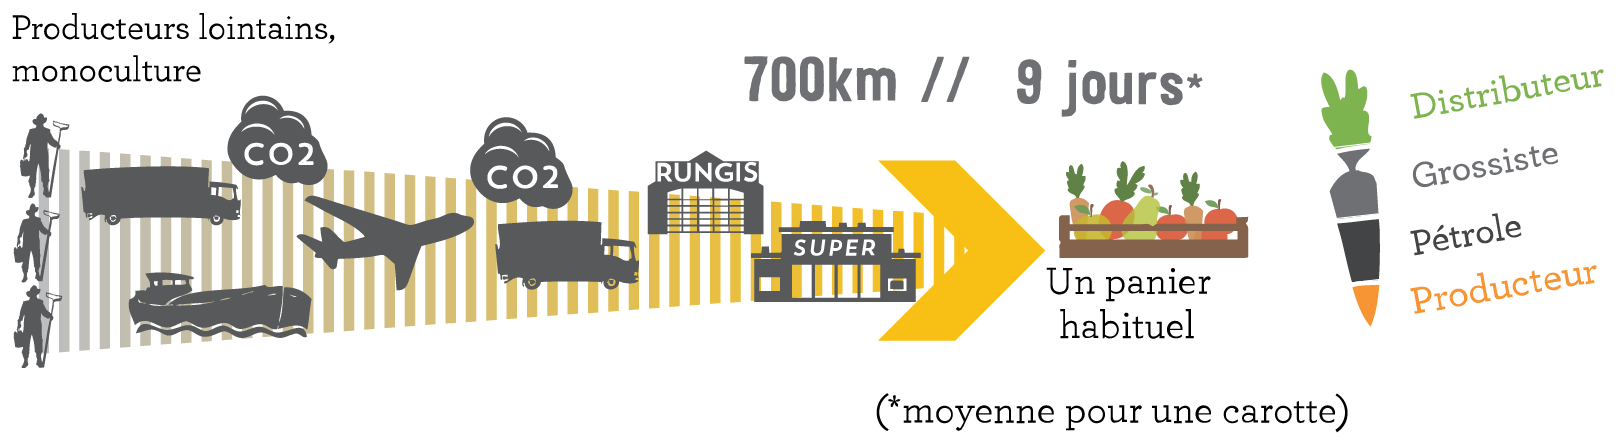 Producteurs lointains,
monoculture
700km // 9 jours*
CO2
CO2
RUNGIS
SUPER
Un panier
habituel
Distributeur
Grossiste
Pétrole
Producteur
(*moyenne pour une carotte)